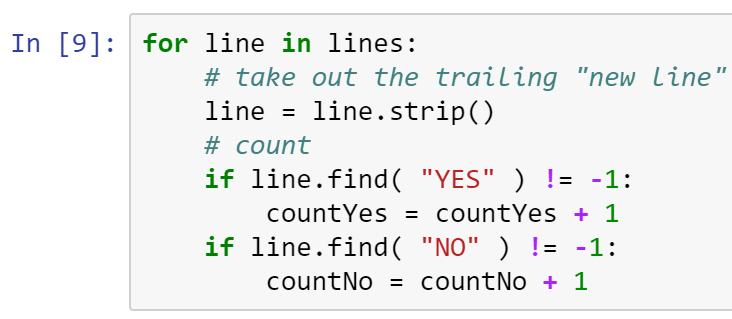 In [9]: for line in lines:
# take out the trailing "new line"
line = line.strip()
# count
if line.find( "YES" ) != -1:
countYes = countYes + 1
if line.find( "NO" ) != -1:
countNo = countNo + 1